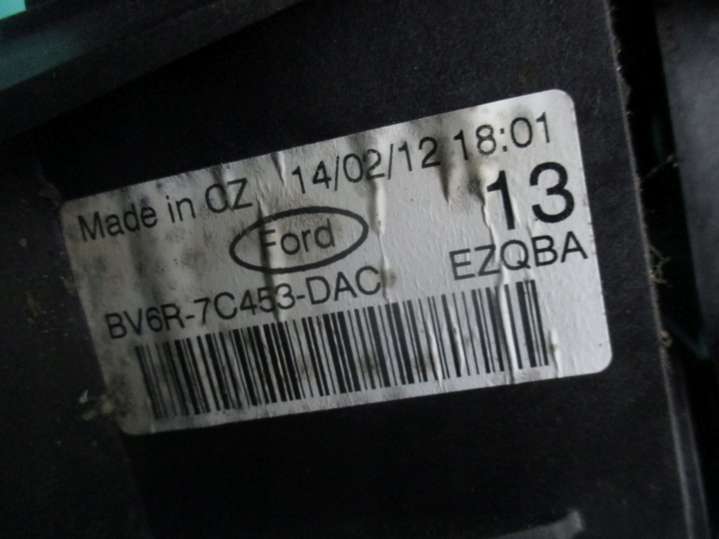 Made in CZ 14/02/12 18:01
Ford 13
BV6R-7C453-DAC EZQBA